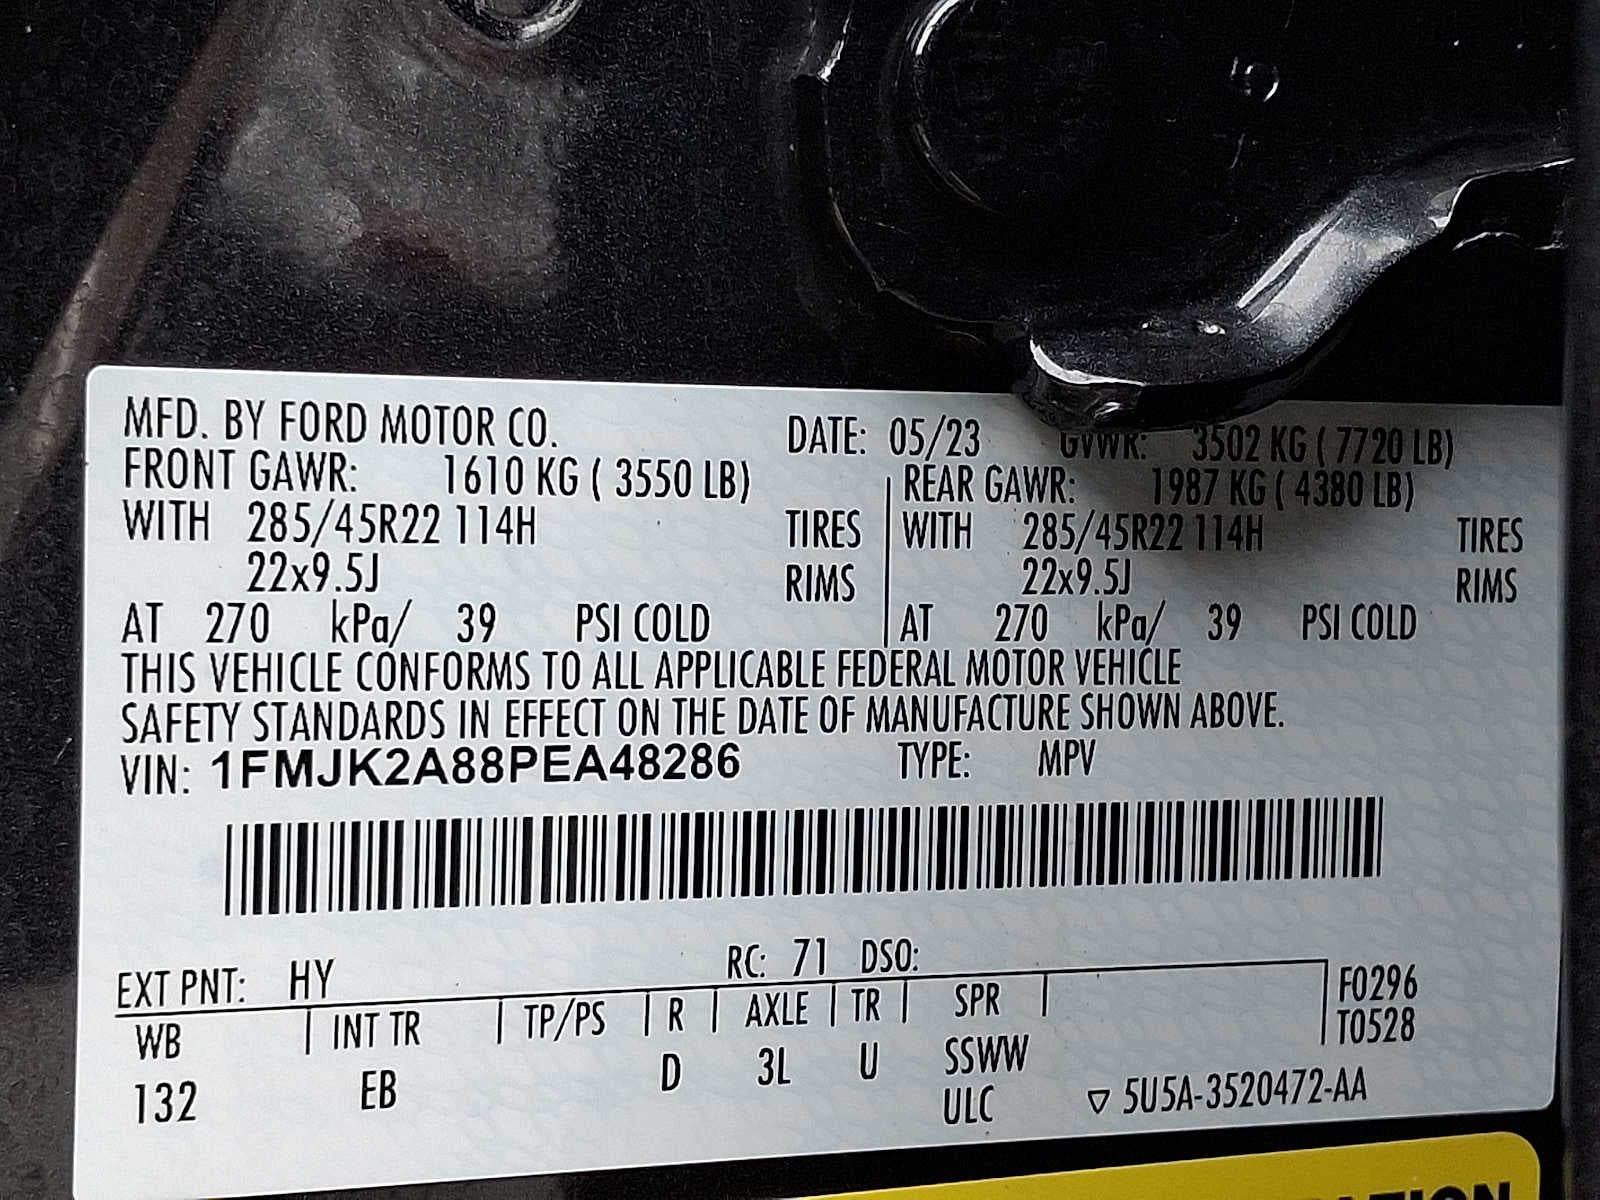 MFD. BY FORD MOTOR CO. DATE: 05/23 GVWR: 3502 KG ( 7720 LB)
FRONT GAWR: 1610 KG ( 3550 LB) REAR GAWR: 1987 KG ( 4380 LB)
WITH 285/45R22 114H TIRES WITH 285/45R22 114H TIRES
22x9.5J RIMS 22x9.5J RIMS
AT 270 kPa/ 39 PSI COLD AT 270 kPa/ 39 PSI COLD
THIS VEHICLE CONFORMS TO ALL APPLICABLE FEDERAL MOTOR VEHICLE
SAFETY STANDARDS IN EFFECT ON THE DATE OF MANUFACTURE SHOWN ABOVE.
VIN: 1FMJK2A88PEA48286 TYPE: MPV
EXT PNT: HY RC: 71 DSO:
WB INT TR TP/PS R AXLE TR SPR F0296
T0528
132 EB D 3L U SSWW
ULC ▽ 5U5A-3520472-AA